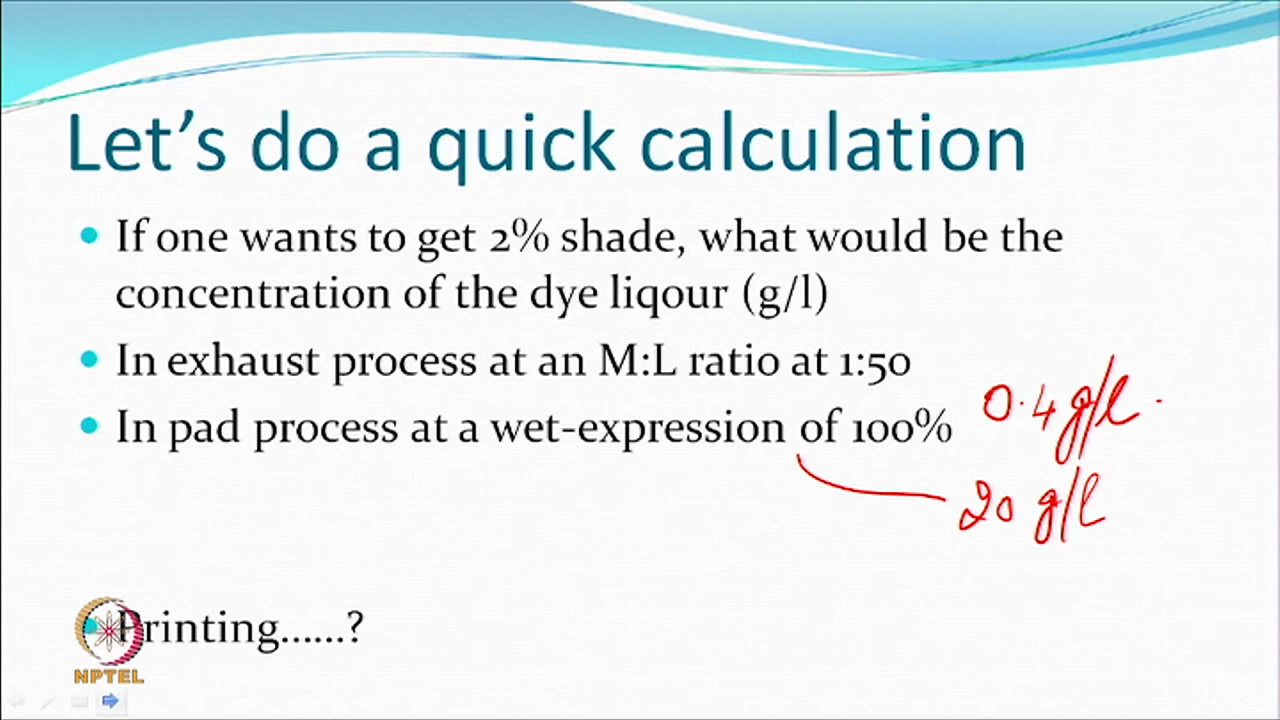 Let's do a quick calculation
• If one wants to get 2% shade, what would be the
concentration of the dye liqour (g/l)
• In exhaust process at an M:L ratio at 1:50
0.4 g/l.
• In pad process at a wet-expression of 100%
20 g/l
Printing......?
NPTEL